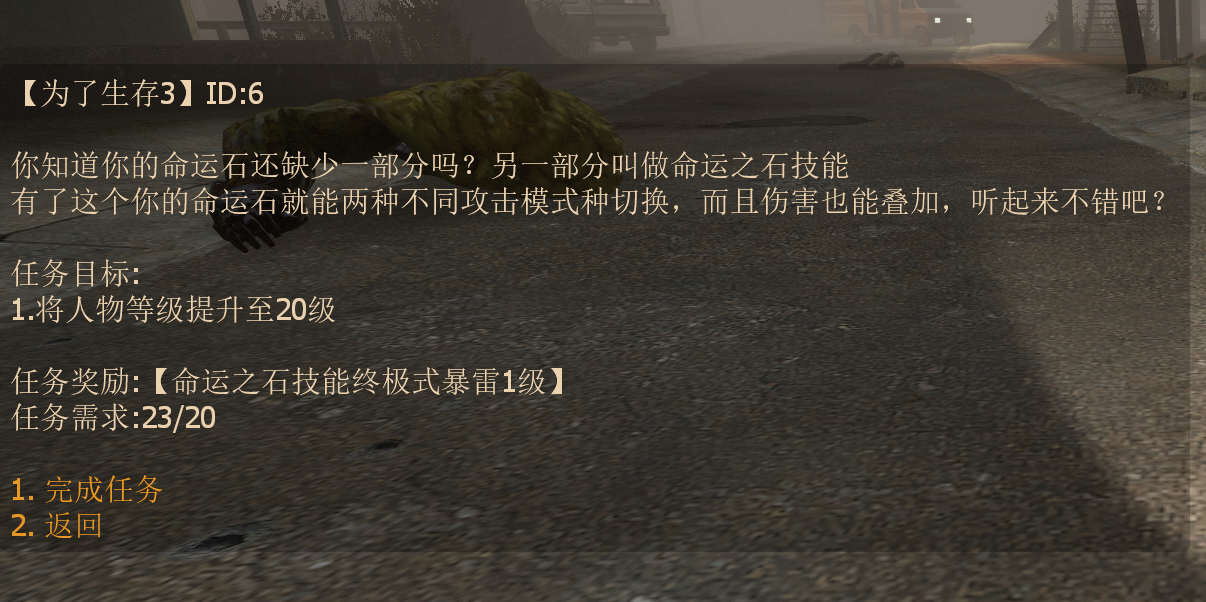 【为了生存3】ID:6
你知道你的命运石还缺少一部分吗？另一部分叫做命运之石技能
有了这个你的命运石就能两种不同攻击模式种切换，而且伤害也能叠加，听起来不错吧？
任务目标:
1.将人物等级提升至20级
任务奖励:【命运之石技能终极式暴雷1级】
任务需求:23/20
1. 完成任务
2. 返回